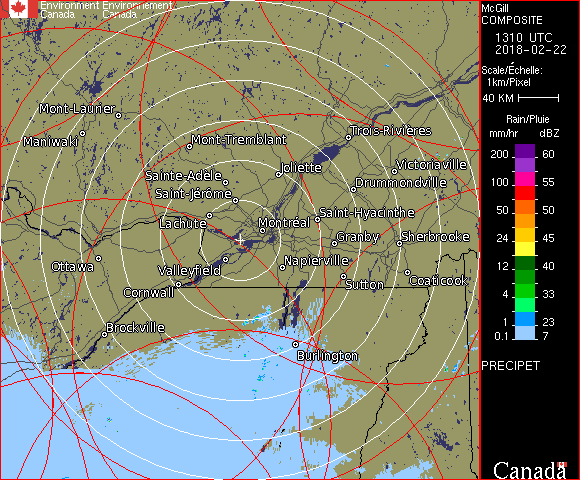 Environment Environnement
Canada Canada
McGill
COMPOSITE
1310 UTC
2018-02-22
Scale/Échelle:
1km/Pixel
40 KM
Rain/Pluie
mm/hr dBZ
200 60
155
100 55
50 50
24 45
12 40
4 33
1 23
0.1 7
PRECIPET
Canada
Mont-Laurier
Maniwaki
Mont-Tremblant
Trois-Rivières
Sainte-Adèle
Joliette
Victoriaville
Saint-Jérôme
Drummondville
Lachute
Montréal
Saint-Hyacinthe
Granby
Sherbrooke
Ottawa
Valleyfield
Napierville
Cornwall
Sutton
Coaticook
Brockville
Burlington